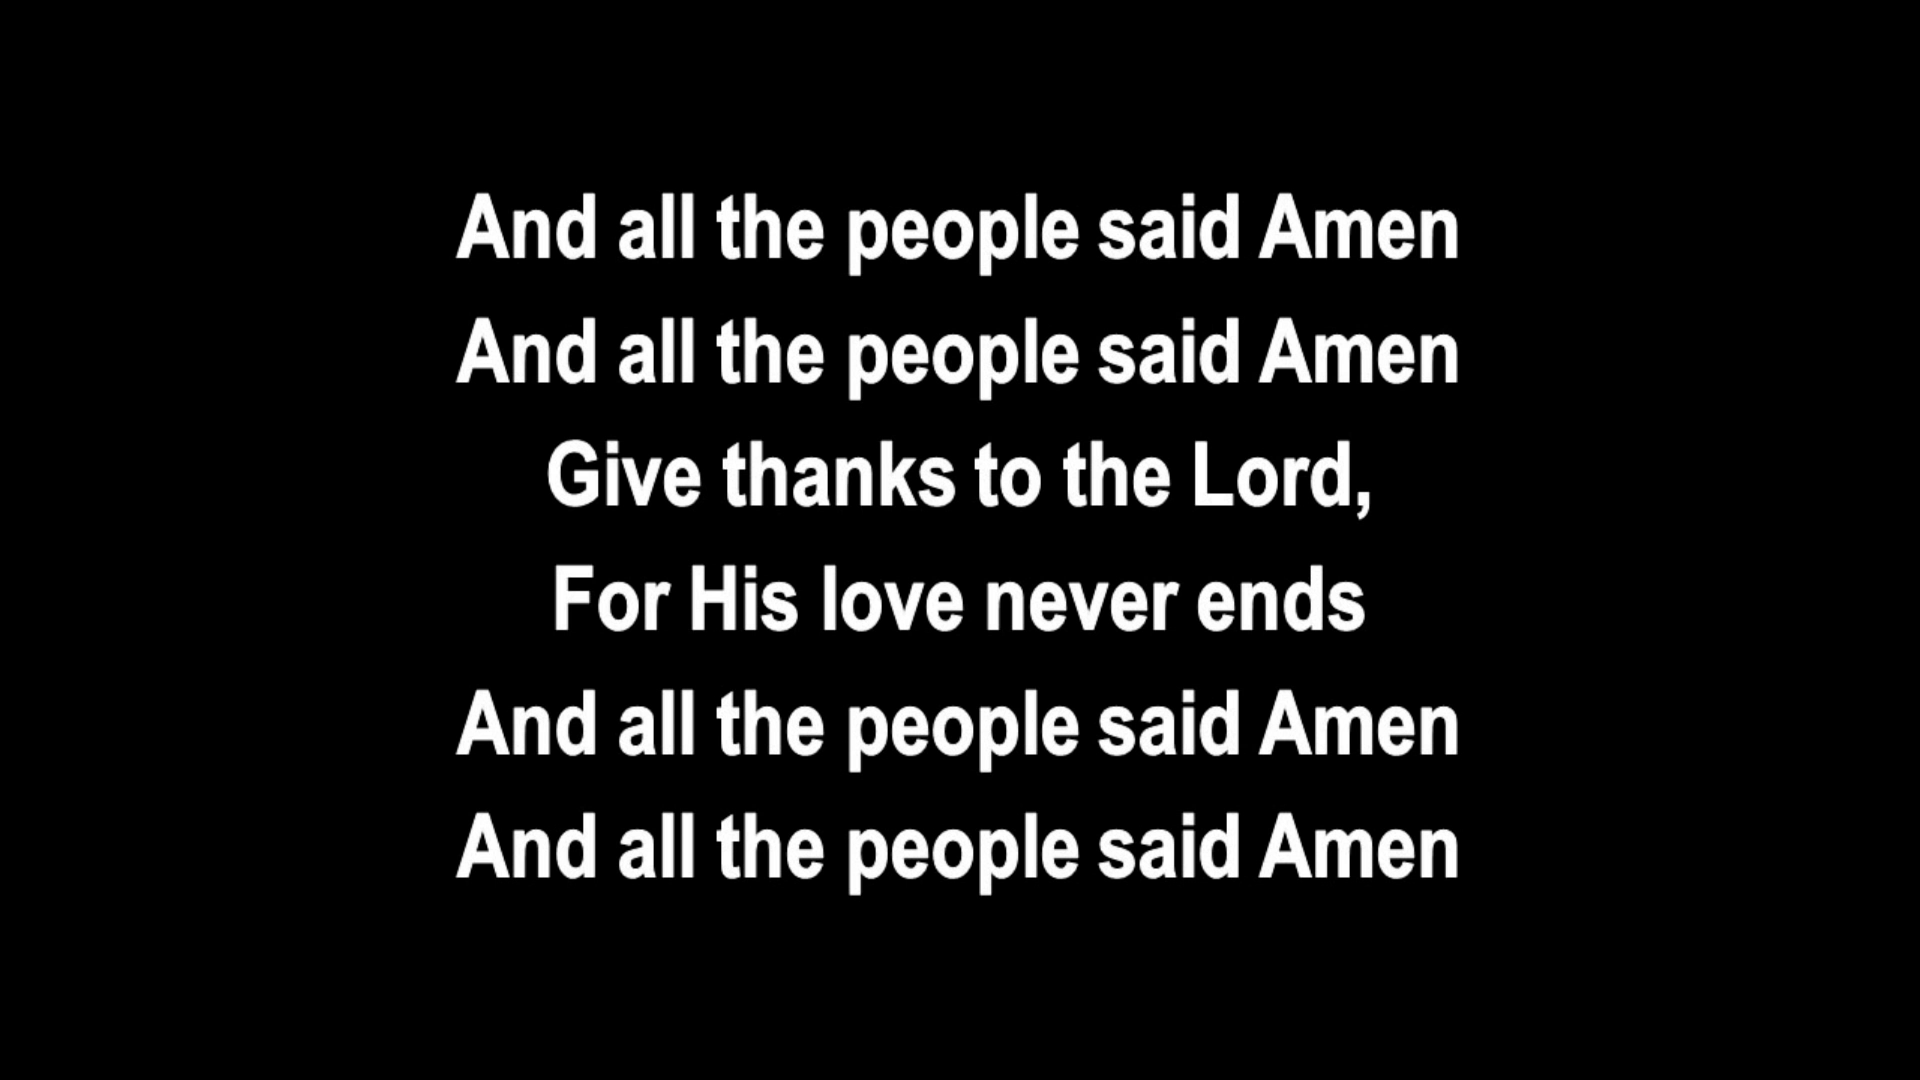 And all the people said Amen
And all the people said Amen
Give thanks to the Lord,
For His love never ends
And all the people said Amen
And all the people said Amen